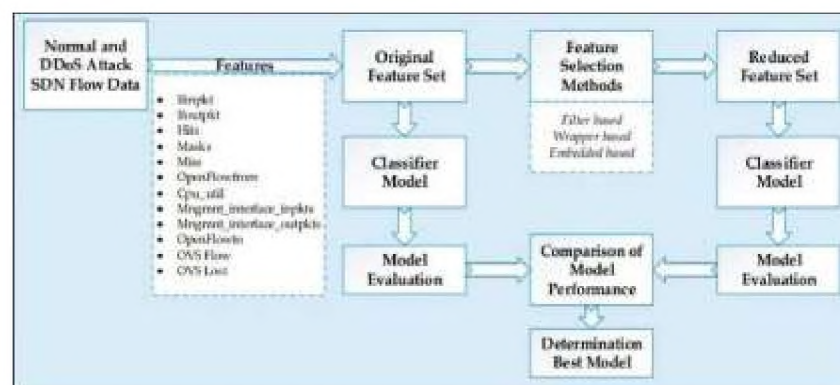 Normal and
DDoS Attack
SDN Flow Data
Features
Hits
Masks
Miss
OpenFlowfrom
Cpu_util
Mngmnt_interface_inpkts
Mngmnt_interface_outpkts
OpenFlowto
OVS Flow
OVS Lost
Original
Feature Set
Classifier
Model
Model
Evaluation
Feature
Selection
Methods
Filter based
Wrapper based
Embedded based
Comparison of
Model
Performance
Determination
Best Model
Reduced
Feature Set
Classifier
Model
Model
Evaluation